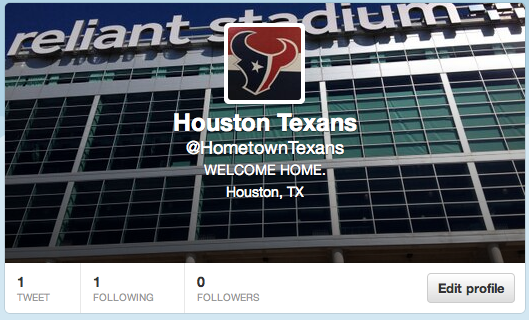 reliant stadium
Houston Texans
@HometownTexans
WELCOME HOME.
Houston, TX
1 1 0
TWEET FOLLOWING FOLLOWERS
Edit profile